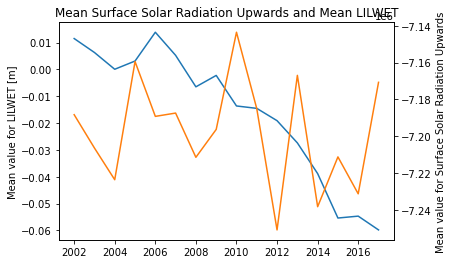 Mean Surface Solar Radiation Upwards and Mean LILWET
1e6
0.01
0.00
−0.01
−0.02
−0.03
−0.04
−0.05
−0.06
Mean value for LILWET [m]
−7.14
−7.16
−7.18
−7.20
−7.22
−7.24
Mean value for Surface Solar Radiation Upwards
2002 2004 2006 2008 2010 2012 2014 2016